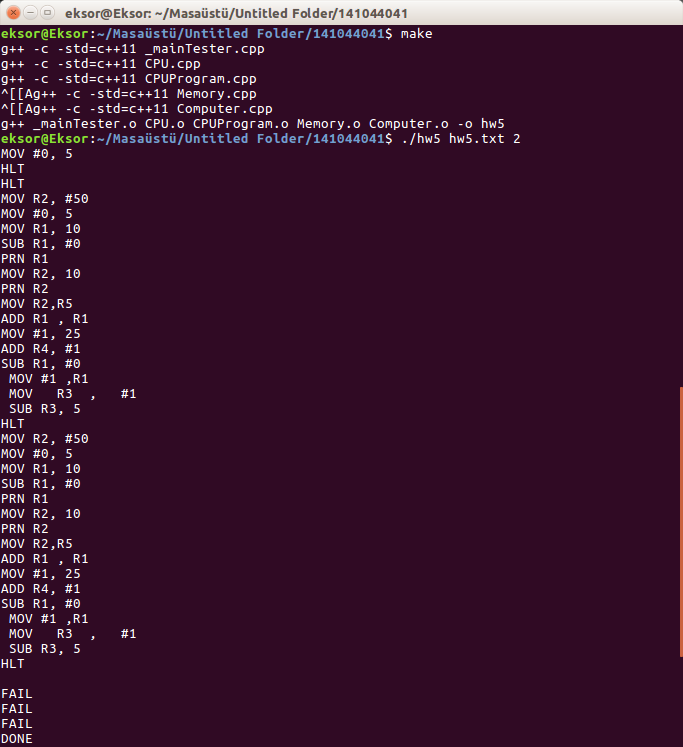 eksor@Eksor: ~/Masaüstü/Untitled Folder/141044041
eksor@Eksor:~/Masaüstü/Untitled Folder/141044041$ make
g++ -c -std=c++11 _mainTester.cpp
g++ -c -std=c++11 CPU.cpp
g++ -c -std=c++11 CPUProgram.cpp
^[[Ag++ -c -std=c++11 Memory.cpp
^[[Ag++ -c -std=c++11 Computer.cpp
g++ _mainTester.o CPU.o CPUProgram.o Memory.o Computer.o -o hw5
eksor@Eksor:~/Masaüstü/Untitled Folder/141044041$ ./hw5 hw5.txt 2
MOV #0, 5
HLT
HLT
MOV R2, #50
MOV #0, 5
MOV R1, 10
SUB R1, #0
PRN R1
MOV R2, 10
PRN R2
MOV R2,R5
ADD R1 , R1
MOV #1, 25
ADD R4, #1
SUB R1, #0
 MOV #1 ,R1
 MOV   R3  ,   #1
 SUB R3, 5
HLT
MOV R2, #50
MOV #0, 5
MOV R1, 10
SUB R1, #0
PRN R1
MOV R2, 10
PRN R2
MOV R2,R5
ADD R1 , R1
MOV #1, 25
ADD R4, #1
SUB R1, #0
 MOV #1 ,R1
 MOV   R3  ,   #1
 SUB R3, 5
HLT

FAIL
FAIL
FAIL
DONE